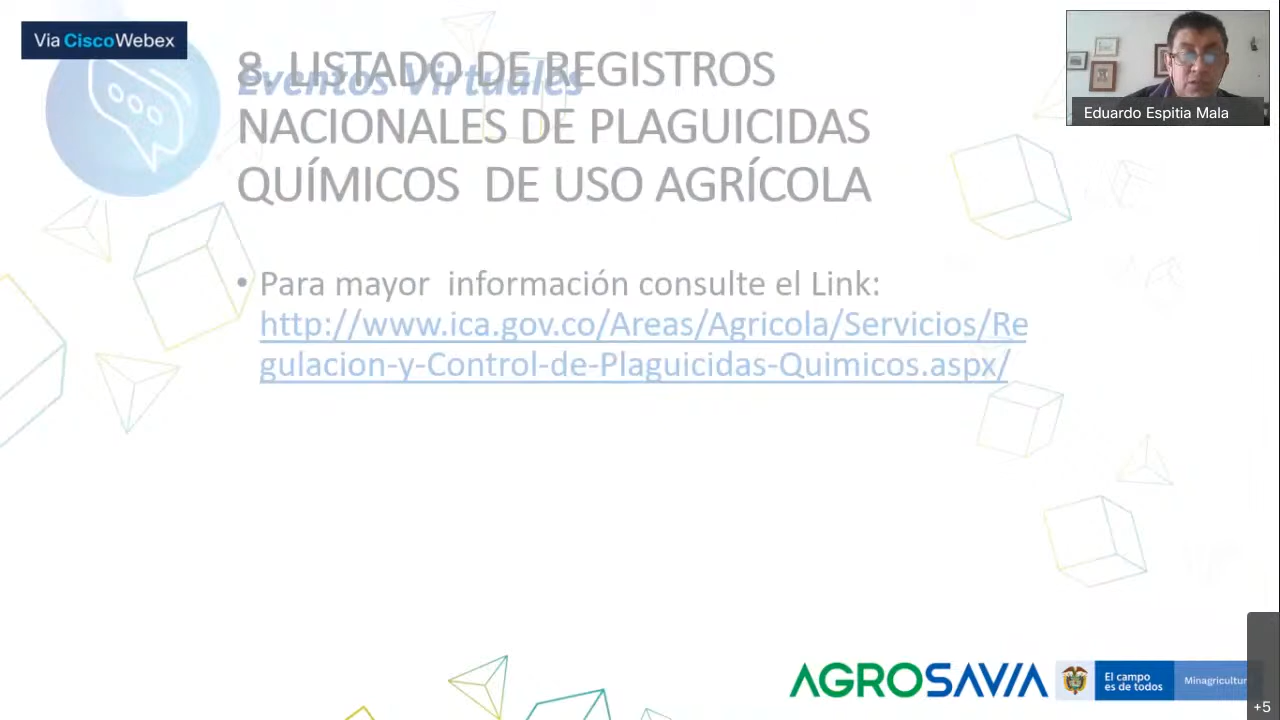 Vía CiscoWebex
Eventos Virtuales
8. LISTADO DE REGISTROS
NACIONALES DE PLAGUICIDAS
QUÍMICOS DE USO AGRÍCOLA
Eduardo Espitia Mala
• Para mayor información consulte el Link:
http://www.ica.gov.co/Areas/Agricola/Servicios/Re
gulacion-y-Control-de-Plaguicidas-Quimicos.aspx/
AGROSAVIA
El campo
es de todos
Minagricultur
+5